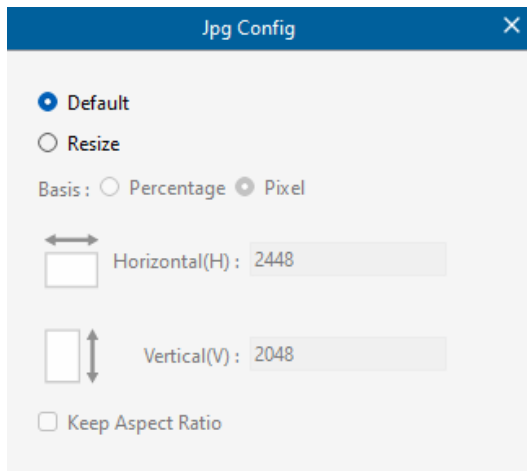 Jpg Config
Default
Resize
Basis : Percentage Pixel
Horizontal(H) : 2448
Vertical(V) : 2048
Keep Aspect Ratio